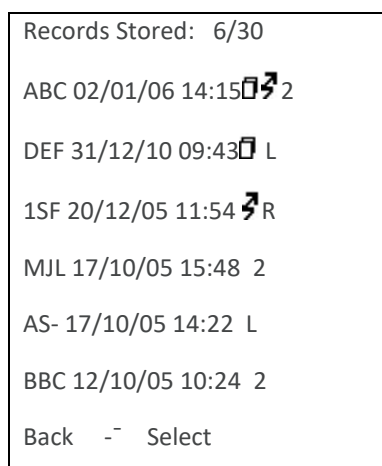 Records Stored: 6/30
ABC 02/01/06 14:15 2
DEF 31/12/10 09:43 L
1SF 20/12/05 11:54 R
MJL 17/10/05 15:48 2
AS- 17/10/05 14:22 L
BBC 12/10/05 10:24 2
Back -¯ Select